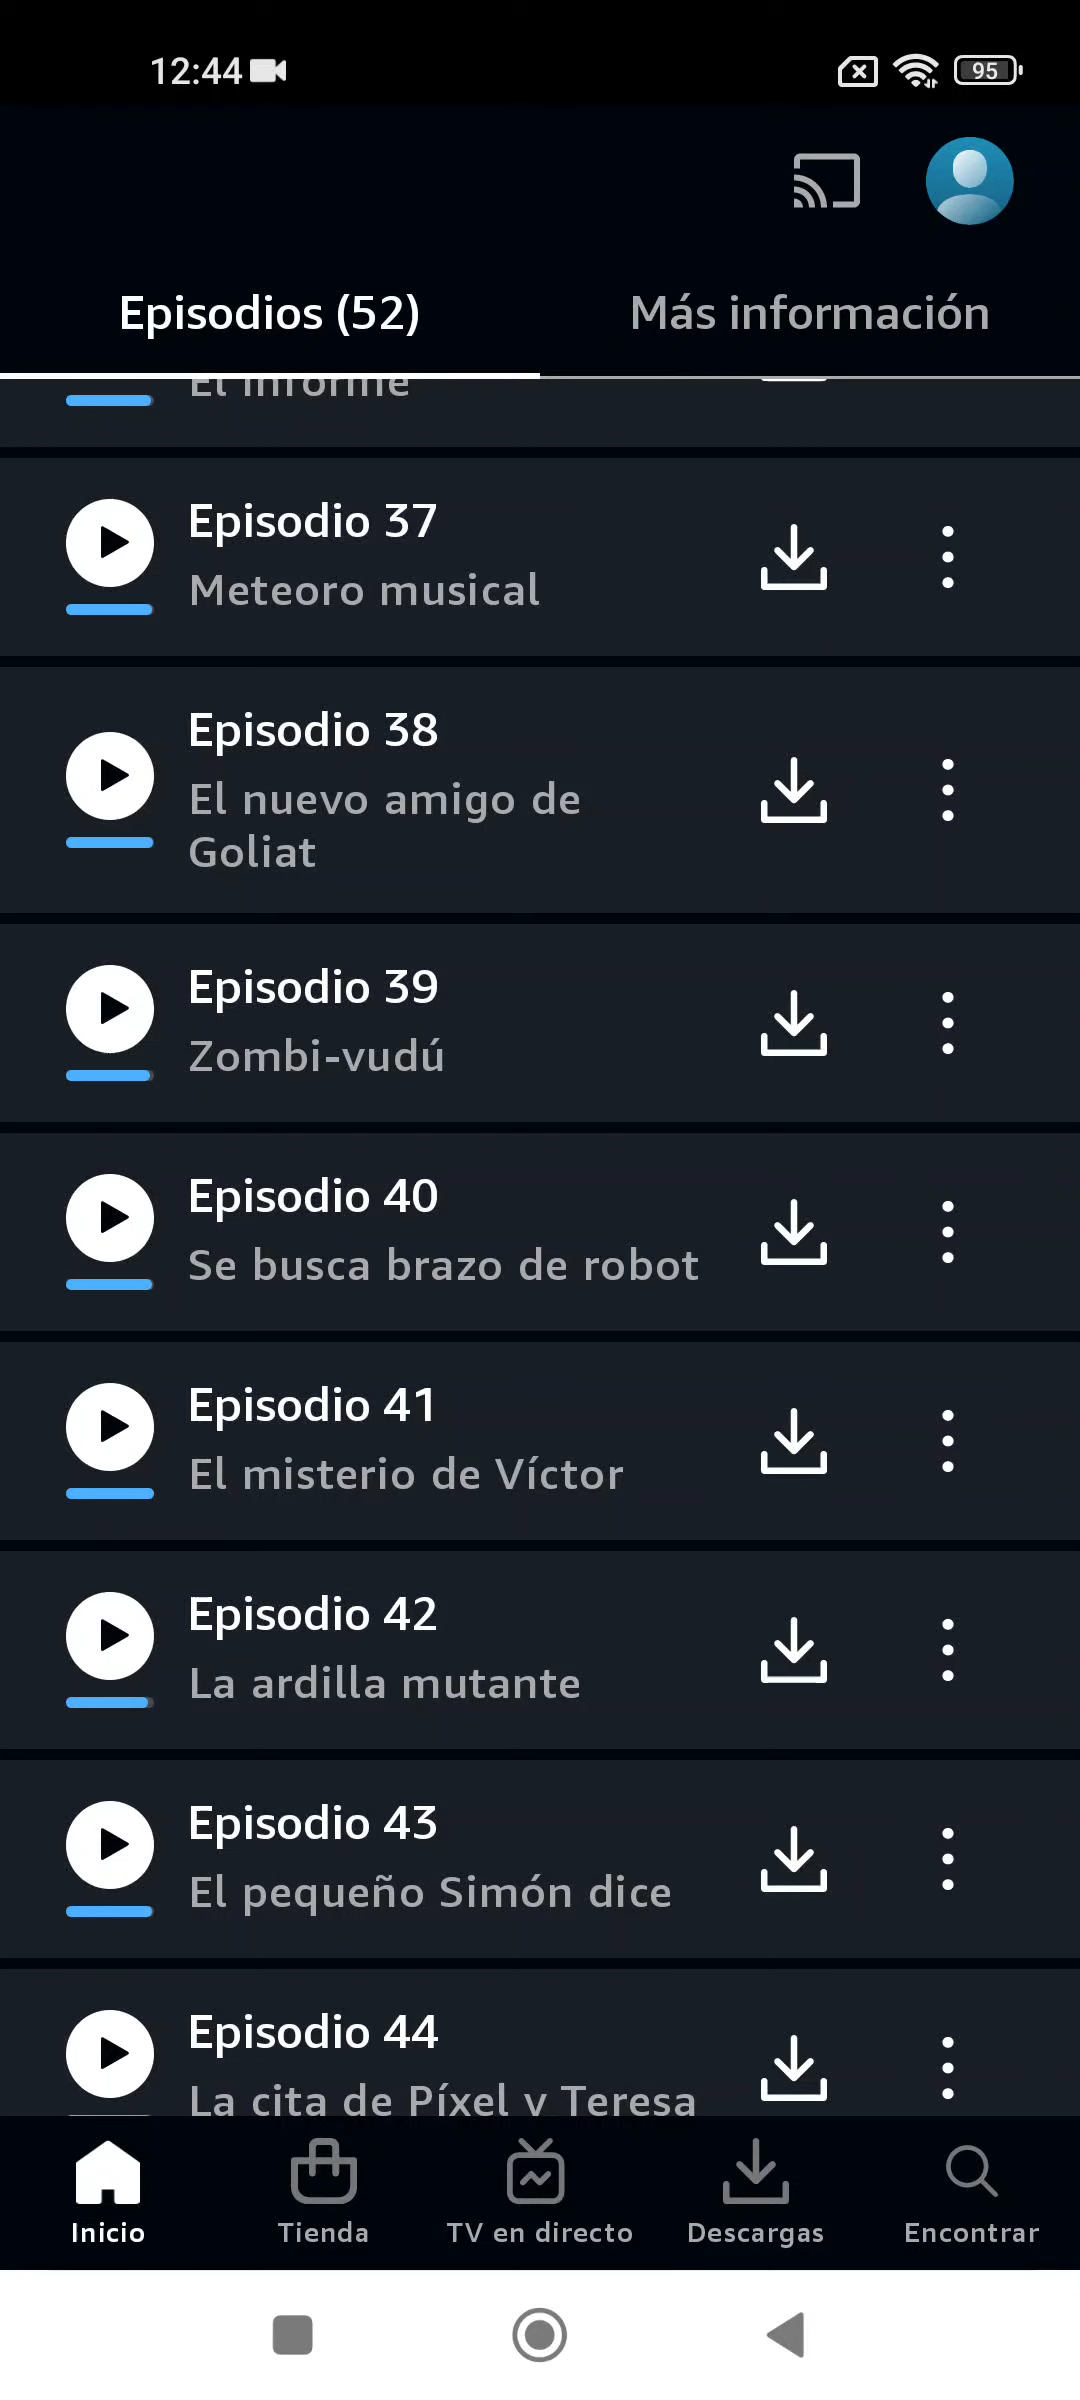 12:44
95
Episodios (52)
Más información
El informe
Episodio 37
Meteoro musical
Episodio 38
El nuevo amigo de
Goliat
Episodio 39
Zombi-vudú
Episodio 40
Se busca brazo de robot
Episodio 41
El misterio de Víctor
Episodio 42
La ardilla mutante
Episodio 43
El pequeño Simón dice
Episodio 44
La cita de Píxel y Teresa
Inicio
Tienda
TV en directo
Descargas
Encontrar